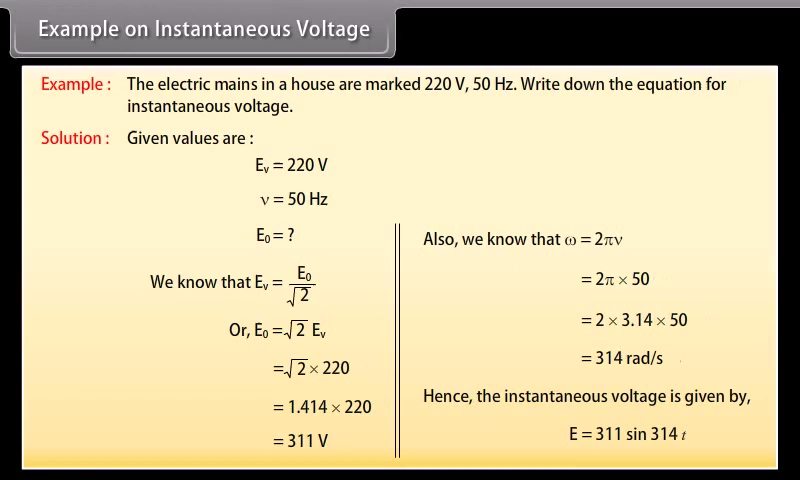 Example on Instantaneous Voltage
Example : The electric mains in a house are marked 220 V, 50 Hz. Write down the equation for
instantaneous voltage.
Solution : Given values are :
Eᵥ = 220 V
ν = 50 Hz
E₀ = ?
We know that Eᵥ = E₀/√2
Or, E₀ = √2 Eᵥ
= √2 × 220
= 1.414 × 220
= 311 V
Also, we know that ω = 2πν
= 2π × 50
= 2 × 3.14 × 50
= 314 rad/s
Hence, the instantaneous voltage is given by,
E = 311 sin 314 t